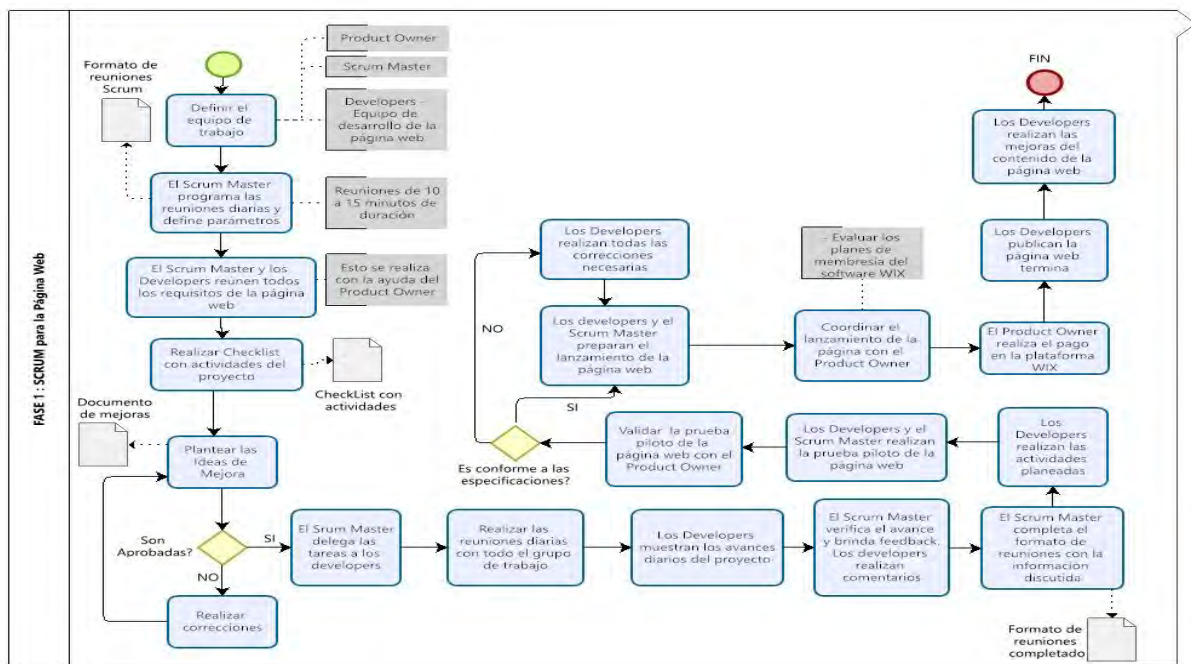 FASE 1 : SCRUM para la Página Web
Product Owner
Scrum Master
Developers -
Equipo de
desarrollo de la
página web
Formato de
reuniones
Scrum
Definir el
equipo de
trabajo
El Scrum Master
programa las
reuniones diarias y
define parámetros
Reuniones de 10
a 15 minutos de
duración
El Scrum Master y los
Developers reunen todos
los requisitos de la página
web
Esto se realiza
con la ayuda del
Product Owner
Realizar Checklist
con actividades del
proyecto
CheckList con
actividades
Documento
de mejoras
Plantear las
Ideas de
Mejora
Son
Aprobadas?
SI
NO
Realizar
correcciones
El Srum Master
delega las
tareas a los
developers
Realizar las
reuniones diarias
con todo el grupo
de trabajo
Los Developers
muestran los avances
diarios del proyecto
El Scrum Master
verifica el avance
y brinda feedback.
Los developers
realizan
comentarios
El Scrum Master
completa el
formato de
reuniones con la
información
discutida
Formato de
reuniones
completado
Los
Developers
realizan las
actividades
planeadas
Los Developers y el
Scrum Master realizan
la prueba piloto de la
página web
Validar la prueba
piloto de la
página web con el
Product Owner
Es conforme a las
especificaciones?
SI
NO
Los Developers
realizan todas las
correcciones
necesarias
Los developers y el
Scrum Master
preparan el
lanzamiento de la
página web
- Evaluar los
planes de
membresía del
software WIX
Coordinar el
lanzamiento de la
página con el
Product Owner
El Product Owner
realiza el pago
en la plataforma
WIX
Los Developers
publican la
página web
termina
Los Developers
realizan las
mejoras del
contenido de la
página web
FIN